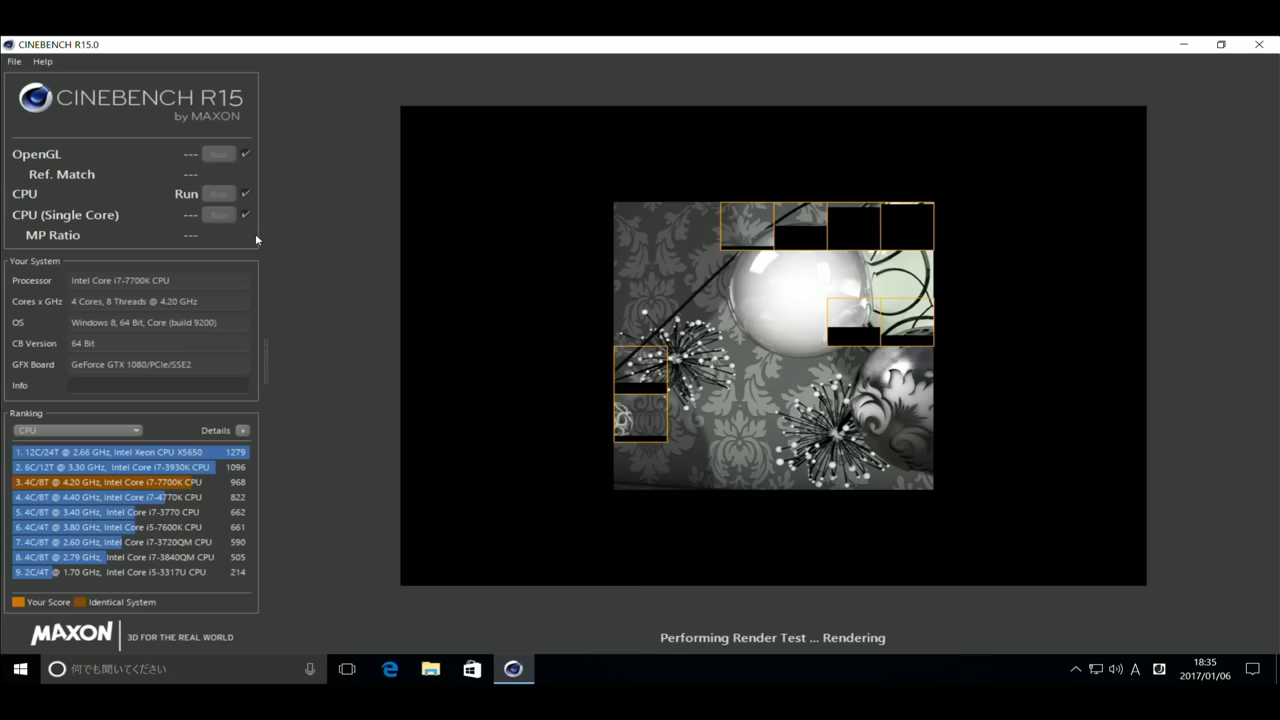 CINEBENCH R15.0
File Help
CINEBENCH R15
by MAXON
OpenGL --- Run
Ref. Match ---
CPU Run Run
CPU (Single Core) --- Run
MP Ratio ---
Your System
Processor Intel Core i7-7700K CPU
Cores x GHz 4 Cores, 8 Threads @ 4.20 GHz
OS Windows 8, 64 Bit, Core (build 9200)
CB Version 64 Bit
GFX Board GeForce GTX 1080/PCIe/SSE2
Info
Ranking
CPU Details
1. 12C/24T @ 2.66 GHz, Intel Xeon CPU X5650 1279
2. 6C/12T @ 3.30 GHz, Intel Core i7-3930K CPU 1096
3. 4C/8T @ 4.20 GHz, Intel Core i7-7700K CPU 968
4. 4C/8T @ 4.40 GHz, Intel Core i7-4770K CPU 822
5. 4C/8T @ 3.40 GHz, Intel Core i7-3770 CPU 662
6. 4C/4T @ 3.80 GHz, Intel Core i5-7600K CPU 661
7. 4C/8T @ 2.60 GHz, Intel Core i7-3720QM CPU 590
8. 4C/8T @ 2.79 GHz, Intel Core i7-3840QM CPU 505
9. 2C/4T @ 1.70 GHz, Intel Core i5-3317U CPU 214
Your Score Identical System
MAXON 3D FOR THE REAL WORLD
Performing Render Test ... Rendering
何でも聞いてください
A
18:35
2017/01/06